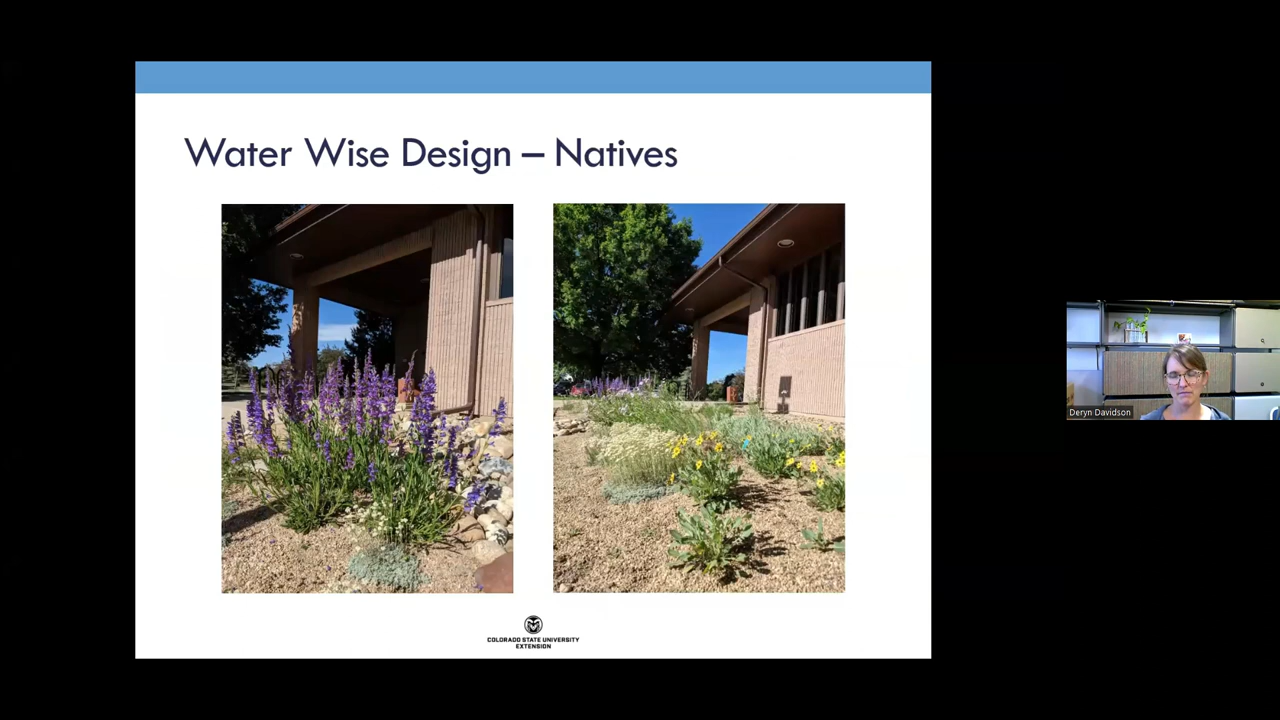 Water Wise Design – Natives
COLORADO STATE UNIVERSITY
EXTENSION
Deryn Davidson